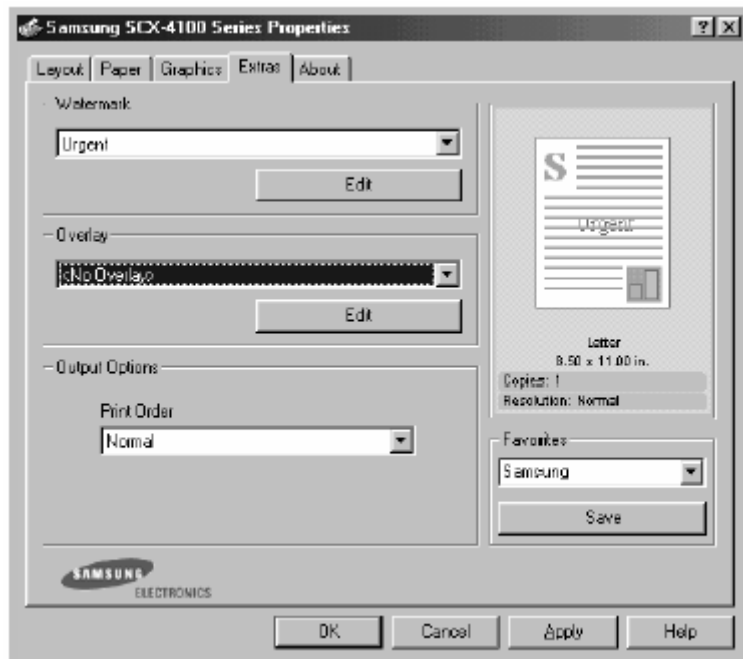 Samsung SCX-4100 Series Properties
Layout Paper Graphics Extras About
Watermark
Urgent
Edit
Overlay
<No Overlay>
Edit
Output Options
Print Order
Normal
S
Urgent
Letter
8.50 x 11.00 in.
Copies: 1
Resolution: Normal
Favorites
Samsung
Save
SAMSUNG
ELECTRONICS
OK Cancel Apply Help